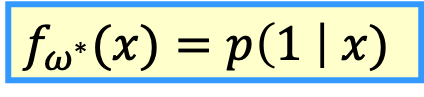 f_{ω*}(x) = p(1 | x)